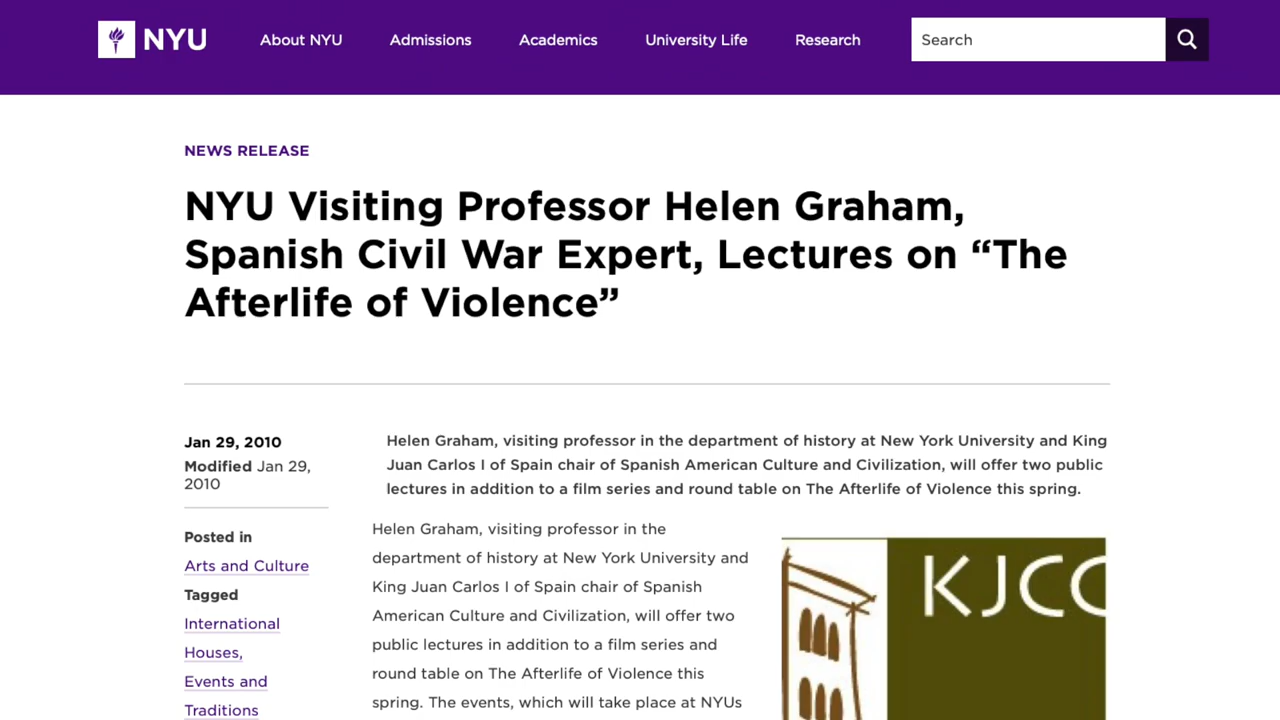 NYU
About NYU
Admissions
Academics
University Life
Research
Search
NEWS RELEASE
NYU Visiting Professor Helen Graham,
Spanish Civil War Expert, Lectures on “The
Afterlife of Violence”
Jan 29, 2010
Modified Jan 29,
2010
Posted in
Arts and Culture
Tagged
International
Houses,
Events and
Traditions
Helen Graham, visiting professor in the department of history at New York University and King
Juan Carlos I of Spain chair of Spanish American Culture and Civilization, will offer two public
lectures in addition to a film series and round table on The Afterlife of Violence this spring.
Helen Graham, visiting professor in the
department of history at New York University and
King Juan Carlos I of Spain chair of Spanish
American Culture and Civilization, will offer two
public lectures in addition to a film series and
round table on The Afterlife of Violence this
spring. The events, which will take place at NYUs
KJCC